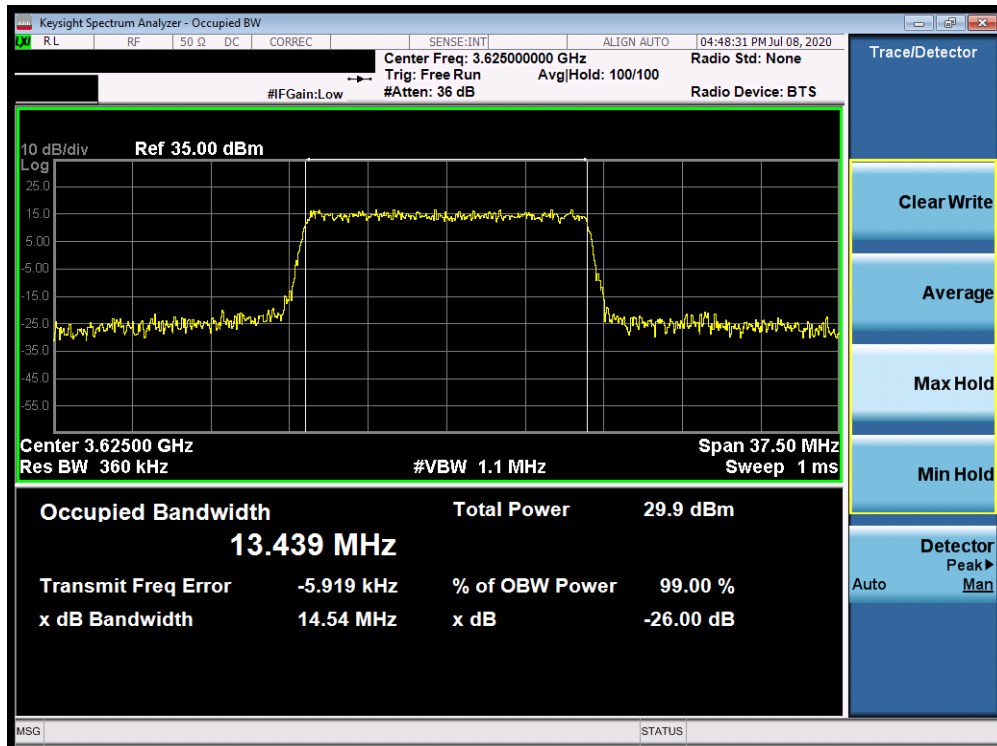 Keysight Spectrum Analyzer - Occupied BW
LXI RL RF 50 Ω DC CORREC SENSE:INT ALIGN AUTO 04:48:31 PM Jul 08, 2020
Center Freq: 3.625000000 GHz Radio Std: None
Trig: Free Run Avg|Hold: 100/100
#IFGain:Low #Atten: 36 dB Radio Device: BTS
10 dB/div Ref 35.00 dBm
Log
25.0
15.0
5.00
-5.00
-15.0
-25.0
-35.0
-45.0
-55.0
Center 3.62500 GHz Span 37.50 MHz
Res BW 360 kHz #VBW 1.1 MHz Sweep 1 ms
Occupied Bandwidth Total Power 29.9 dBm
13.439 MHz
Transmit Freq Error -5.919 kHz % of OBW Power 99.00 %
x dB Bandwidth 14.54 MHz x dB -26.00 dB
Trace/Detector
Clear Write
Average
Max Hold
Min Hold
Detector
Peak▶
Auto Man
MSG STATUS